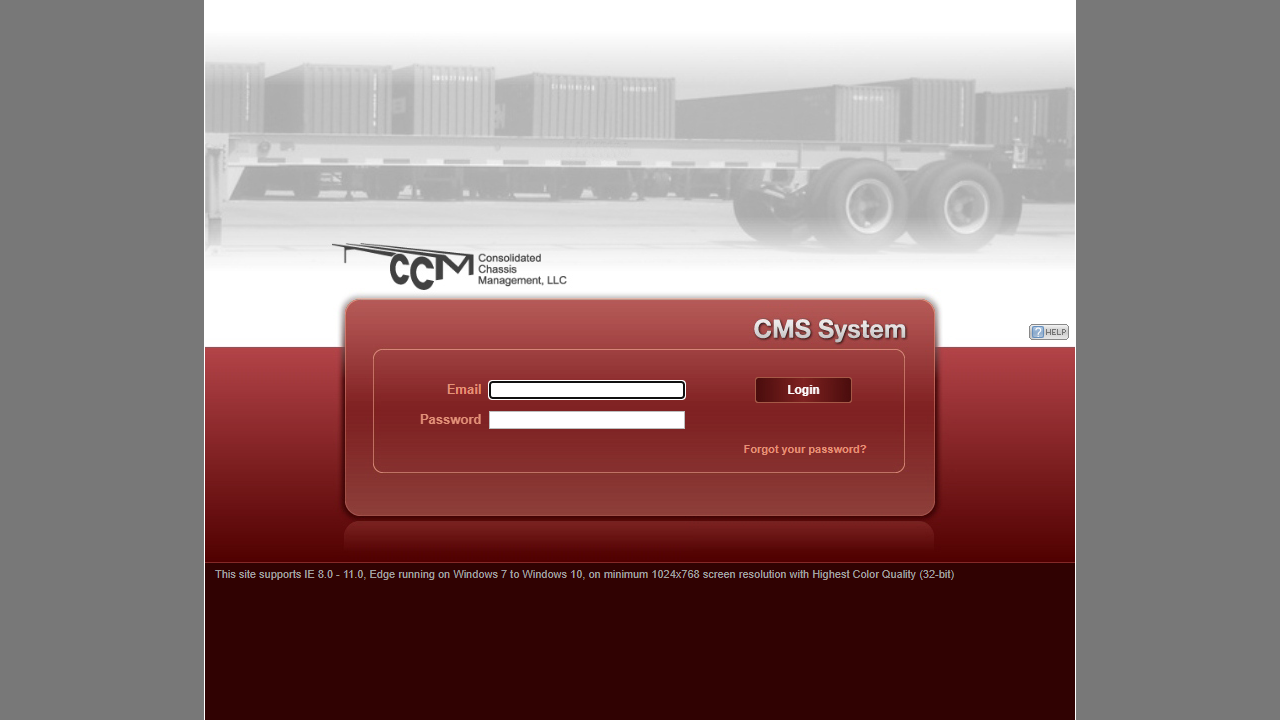 CCM
Consolidated
Chassis
Management, LLC
CMS System
HELP
Email
Login
Password
Forgot your password?
This site supports IE 8.0 - 11.0, Edge running on Windows 7 to Windows 10, on minimum 1024x768 screen resolution with Highest Color Quality (32-bit)